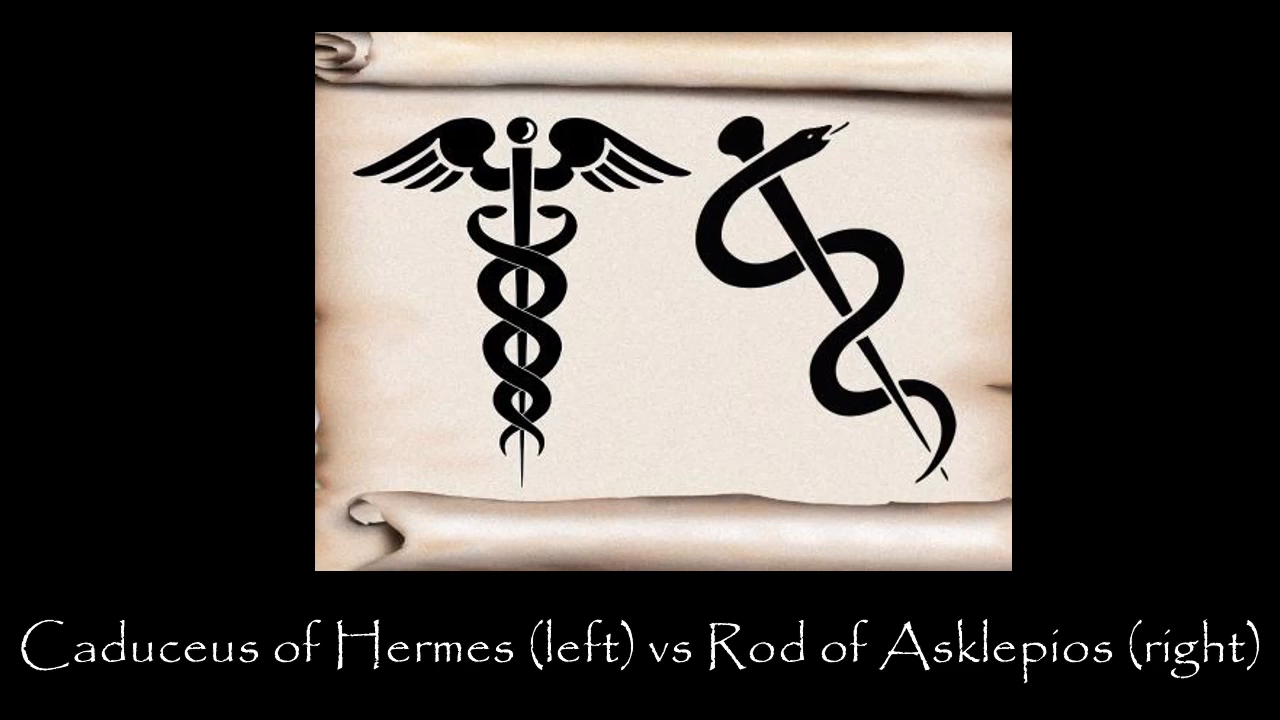 Caduceus of Hermes (left) vs Rod of Asklepios (right)